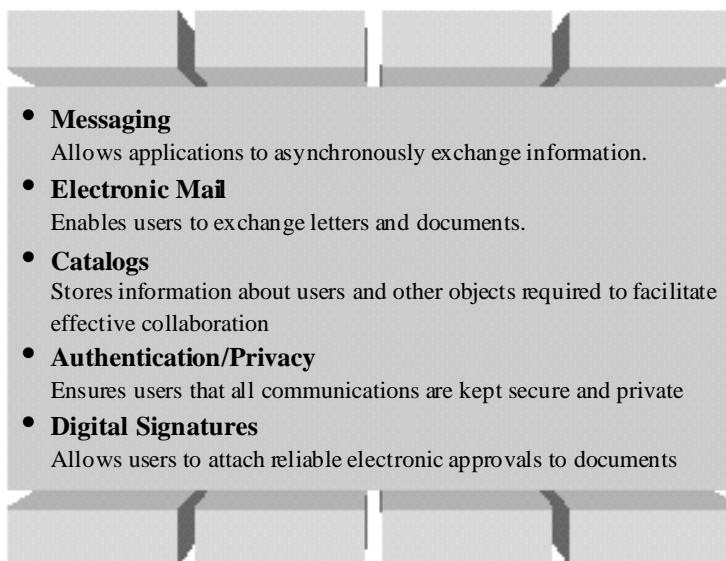 • Messaging
Allows applications to asynchronously exchange information.
• Electronic Mail
Enables users to exchange letters and documents.
• Catalogs
Stores information about users and other objects required to facilitate
effective collaboration
• Authentication/Privacy
Ensures users that all communications are kept secure and private
• Digital Signatures
Allows users to attach reliable electronic approvals to documents